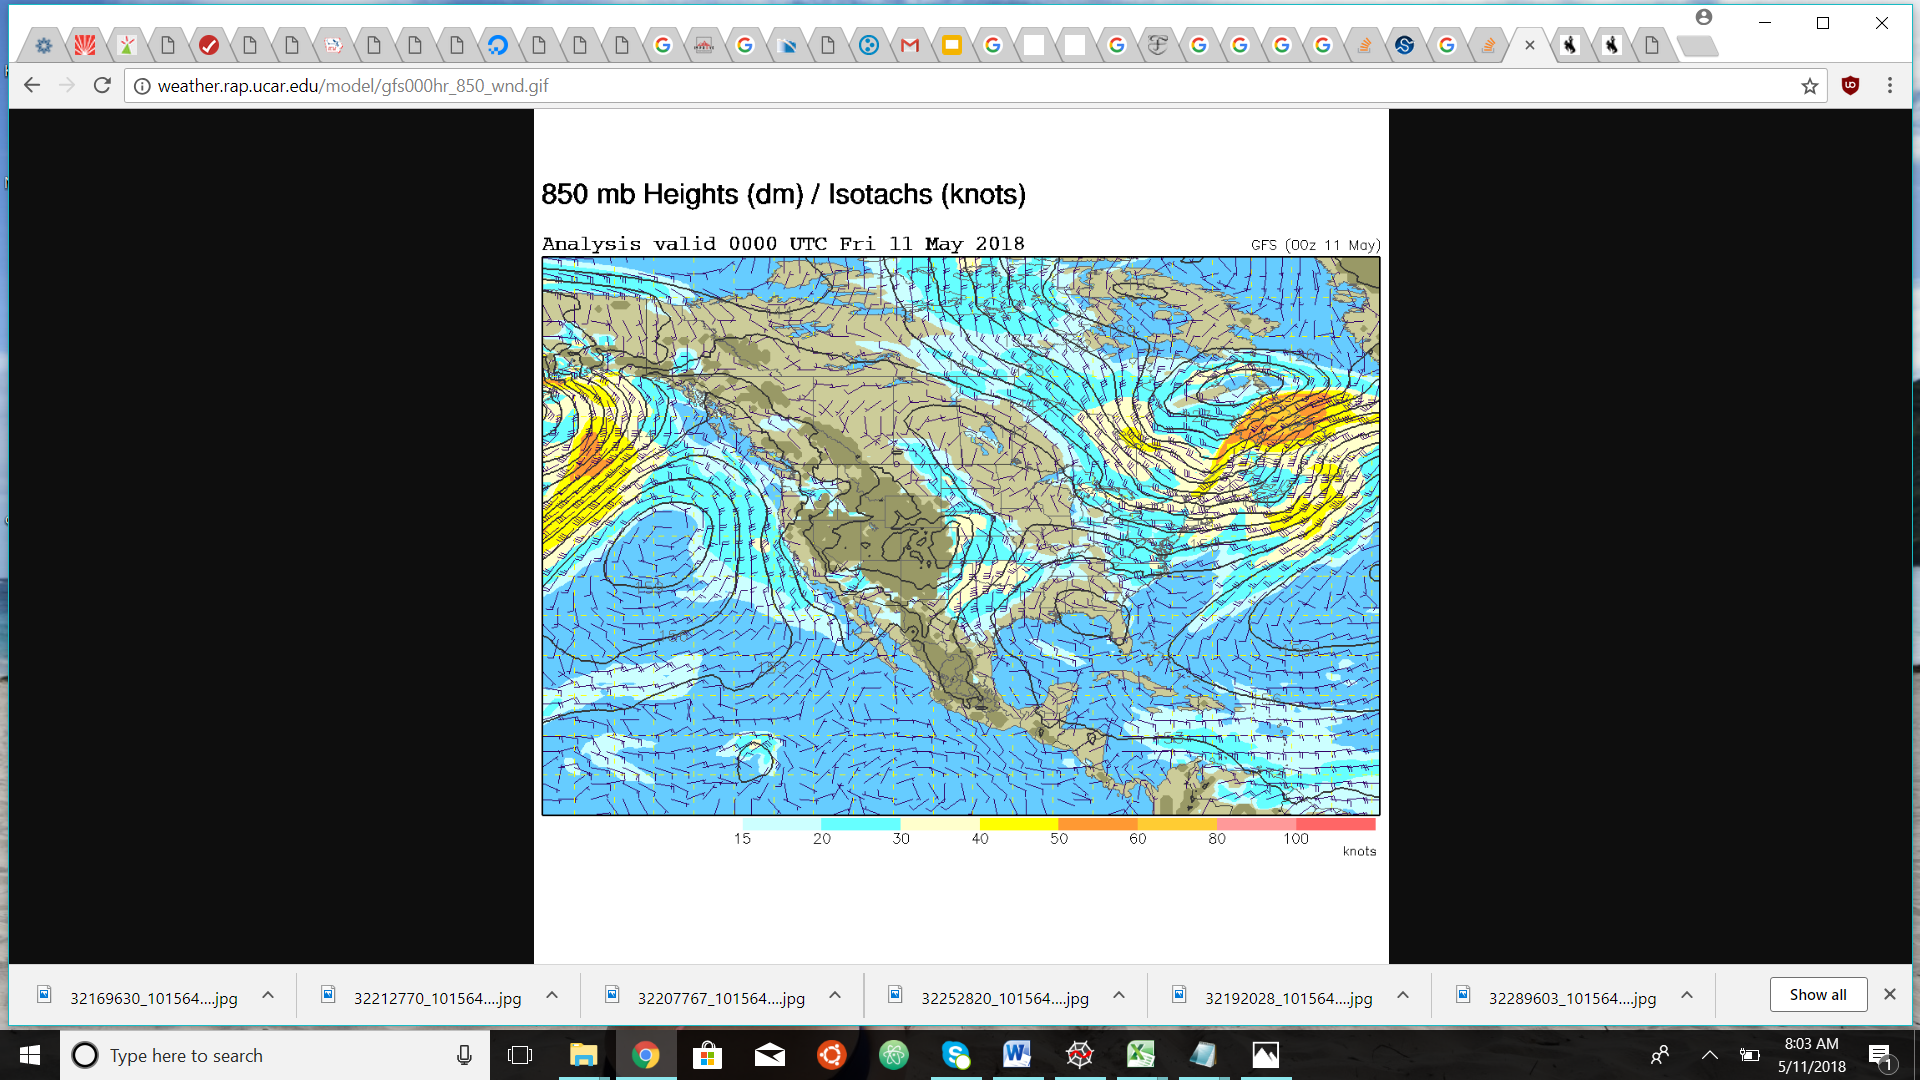 weather.rap.ucar.edu/model/gfs000hr_850_wnd.gif
850 mb Heights (dm) / Isotachs (knots)
Analysis valid 0000 UTC Fri 11 May 2018
GFS (00z 11 May)
15 20 30 40 50 60 80 100
knots
32169630_101564....jpg
32212770_101564....jpg
32207767_101564....jpg
32252820_101564....jpg
32192028_101564....jpg
32289603_101564....jpg
Show all
Type here to search
8:03 AM
5/11/2018
1